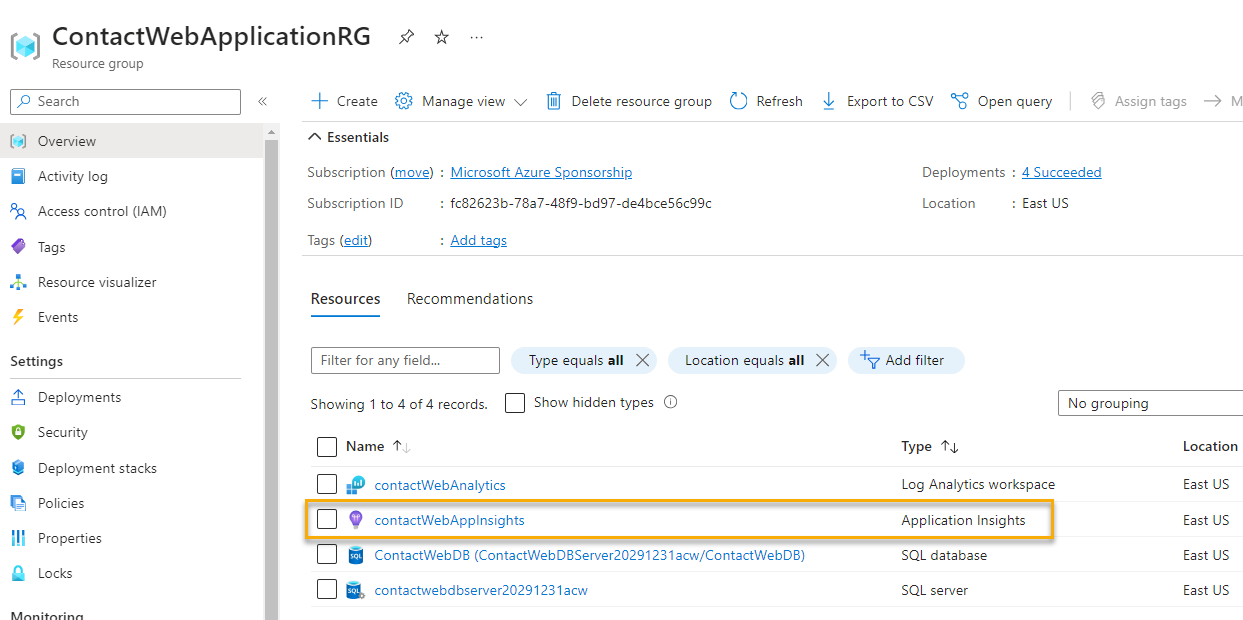 ContactWebApplicationRG
Resource group
Search
Overview
Activity log
Access control (IAM)
Tags
Resource visualizer
Events
Settings
Deployments
Security
Deployment stacks
Policies
Properties
Locks
Monitoring
Create Manage view Delete resource group Refresh Export to CSV Open query Assign tags M
Essentials
Subscription (move) : Microsoft Azure Sponsorship
Subscription ID : fc82623b-78a7-48f9-bd97-de4bce56c99c
Tags (edit) : Add tags
Deployments : 4 Succeeded
Location : East US
Resources Recommendations
Filter for any field... Type equals all Location equals all Add filter
Showing 1 to 4 of 4 records. Show hidden types No grouping
Name Type Location
contactWebAnalytics Log Analytics workspace East US
contactWebAppInsights Application Insights East US
ContactWebDB (ContactWebDBServer20291231acw/ContactWebDB) SQL database East US
contactwebdbserver20291231acw SQL server East US